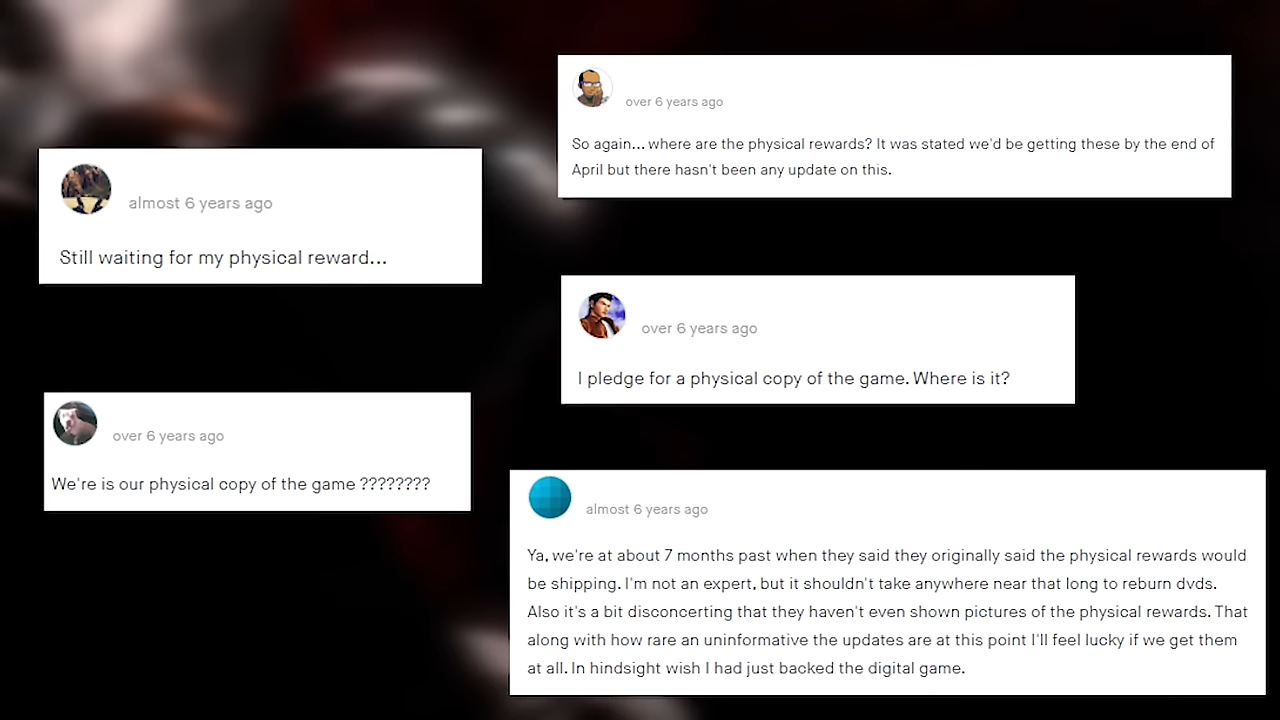 over 6 years ago
So again... where are the physical rewards? It was stated we'd be getting these by the end of
April but there hasn't been any update on this.
almost 6 years ago
Still waiting for my physical reward...
over 6 years ago
I pledge for a physical copy of the game. Where is it?
over 6 years ago
We're is our physical copy of the game ????????
almost 6 years ago
Ya, we're at about 7 months past when they said they originally said the physical rewards would
be shipping. I'm not an expert, but it shouldn't take anywhere near that long to reburn dvds.
Also it's a bit disconcerting that they haven't even shown pictures of the physical rewards. That
along with how rare an uninformative the updates are at this point I'll feel lucky if we get them
at all. In hindsight wish I had just backed the digital game.